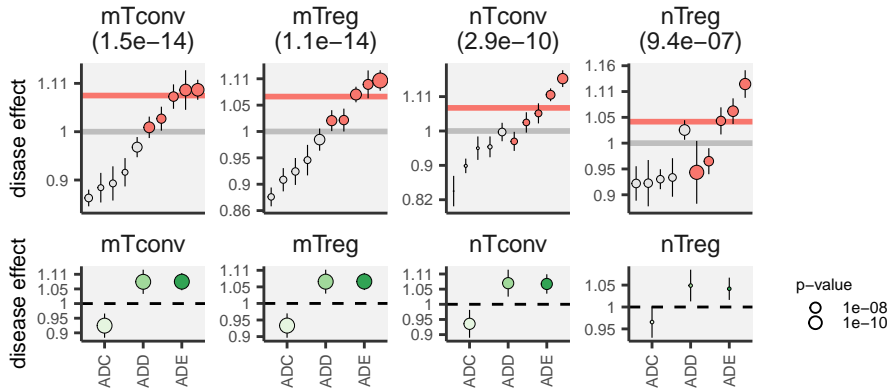 mTconv
(1.5e−14)
mTreg
(1.1e−14)
nTconv
(2.9e−10)
nTreg
(9.4e−07)
disase effect
1.11
1
0.9
1.11
1.05
1
0.95
0.9
0.86
1.11
1
0.9
0.82
1.16
1.11
1.05
1
0.95
0.9
mTconv
mTreg
nTconv
nTreg
disease effect
1.11
1.05
1
0.95
0.9
1.11
1.05
1
0.95
0.9
1.11
1.05
1
0.95
0.9
1.05
1
0.95
ADC
ADD
ADE
ADC
ADD
ADE
ADC
ADD
ADE
ADC
ADD
ADE
p−value
1e−08
1e−10